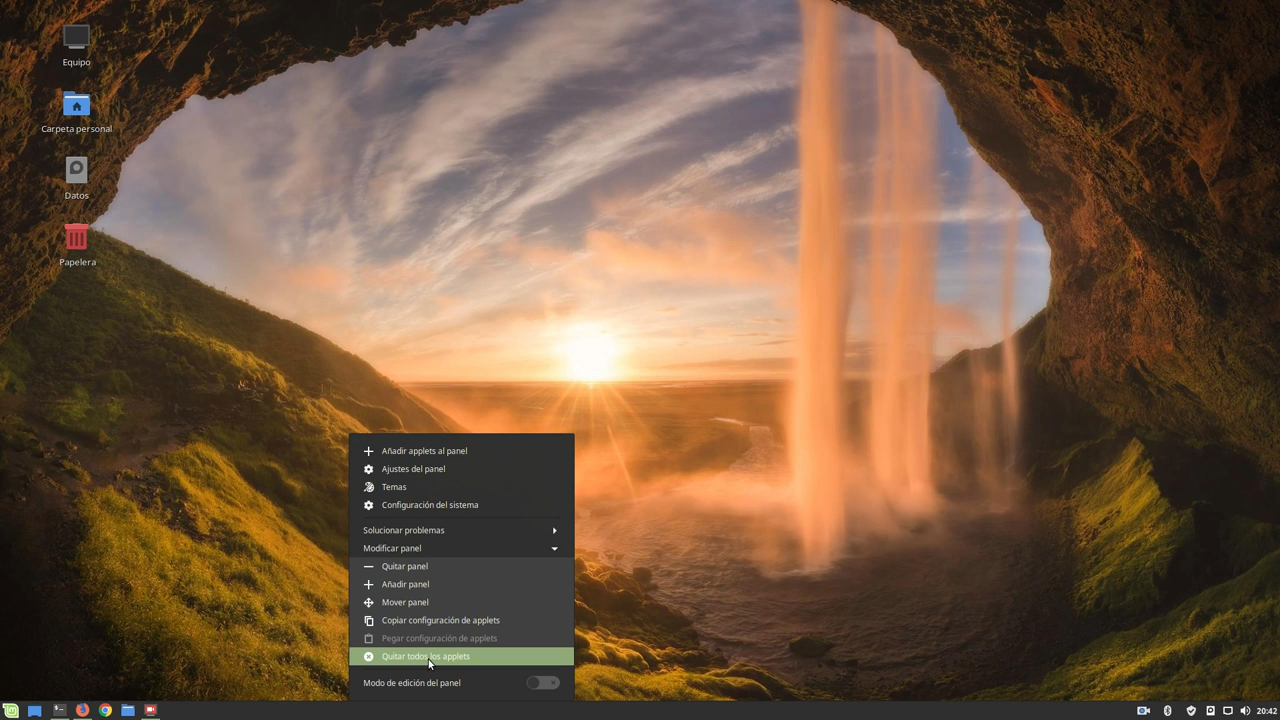 Equipo
Carpeta personal
Datos
Papelera
Añadir applets al panel
Ajustes del panel
Temas
Configuración del sistema
Solucionar problemas
Modificar panel
Quitar panel
Añadir panel
Mover panel
Copiar configuración de applets
Pegar configuración de applets
Quitar todos los applets
Modo de edición del panel
20:42